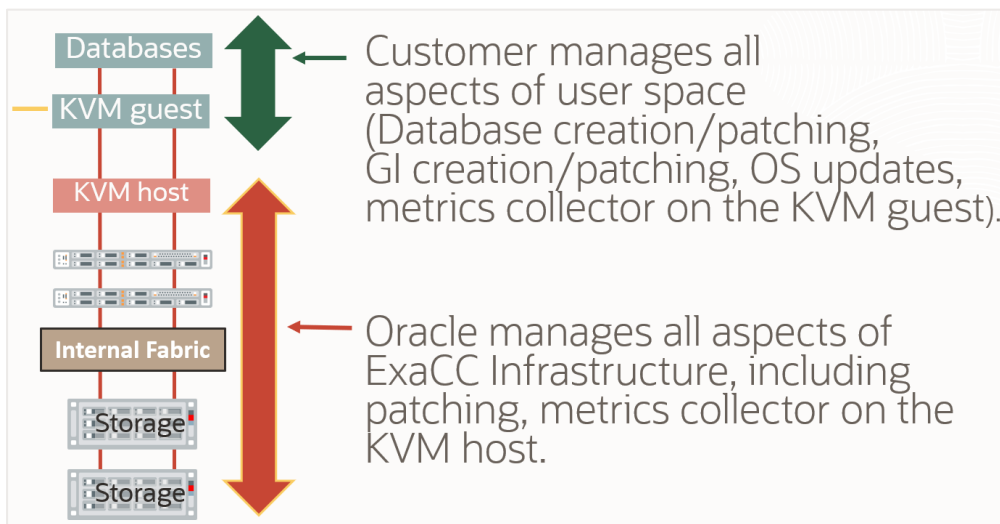 Databases
KVM guest
KVM host
Internal Fabric
Storage
Storage
Customer manages all
aspects of user space
(Database creation/patching,
GI creation/patching, OS updates,
metrics collector on the KVM guest).
Oracle manages all aspects of
ExaCC Infrastructure, including
patching, metrics collector on the
KVM host.